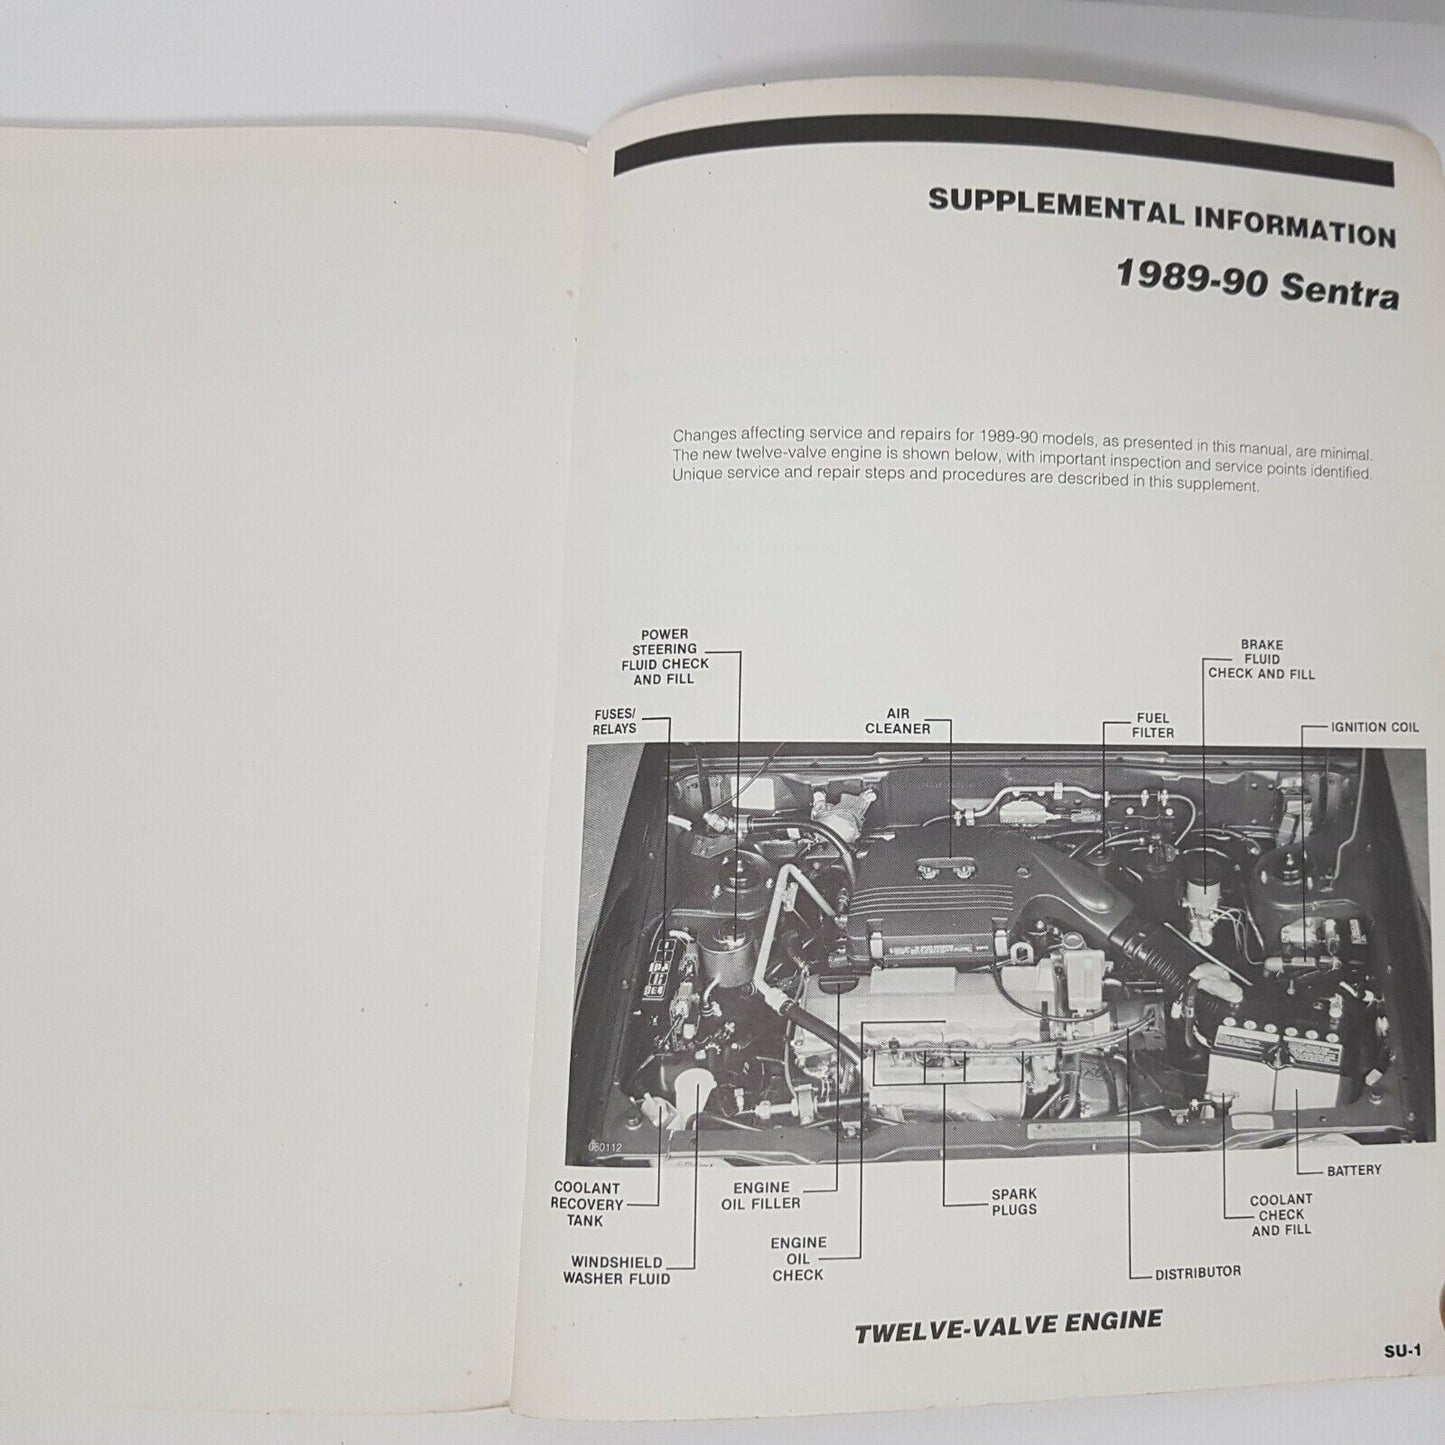 SUPPLEMENTAL INFORMATION
1989-90 Sentra
Changes affecting service and repairs for 1989-90 models, as presented in this manual, are minimal.
The new twelve-valve engine is shown below, with important inspection and service points identified.
Unique service and repair steps and procedures are described in this supplement.
POWER
STEERING
FLUID CHECK
AND FILL
BRAKE
FLUID
CHECK AND FILL
FUSES/
RELAYS
AIR
CLEANER
FUEL
FILTER
IGNITION COIL
050112
COOLANT
RECOVERY
TANK
ENGINE
OIL FILLER
SPARK
PLUGS
BATTERY
COOLANT
CHECK
AND FILL
WINDSHIELD
WASHER FLUID
ENGINE
OIL
CHECK
DISTRIBUTOR
TWELVE-VALVE ENGINE
SU-1